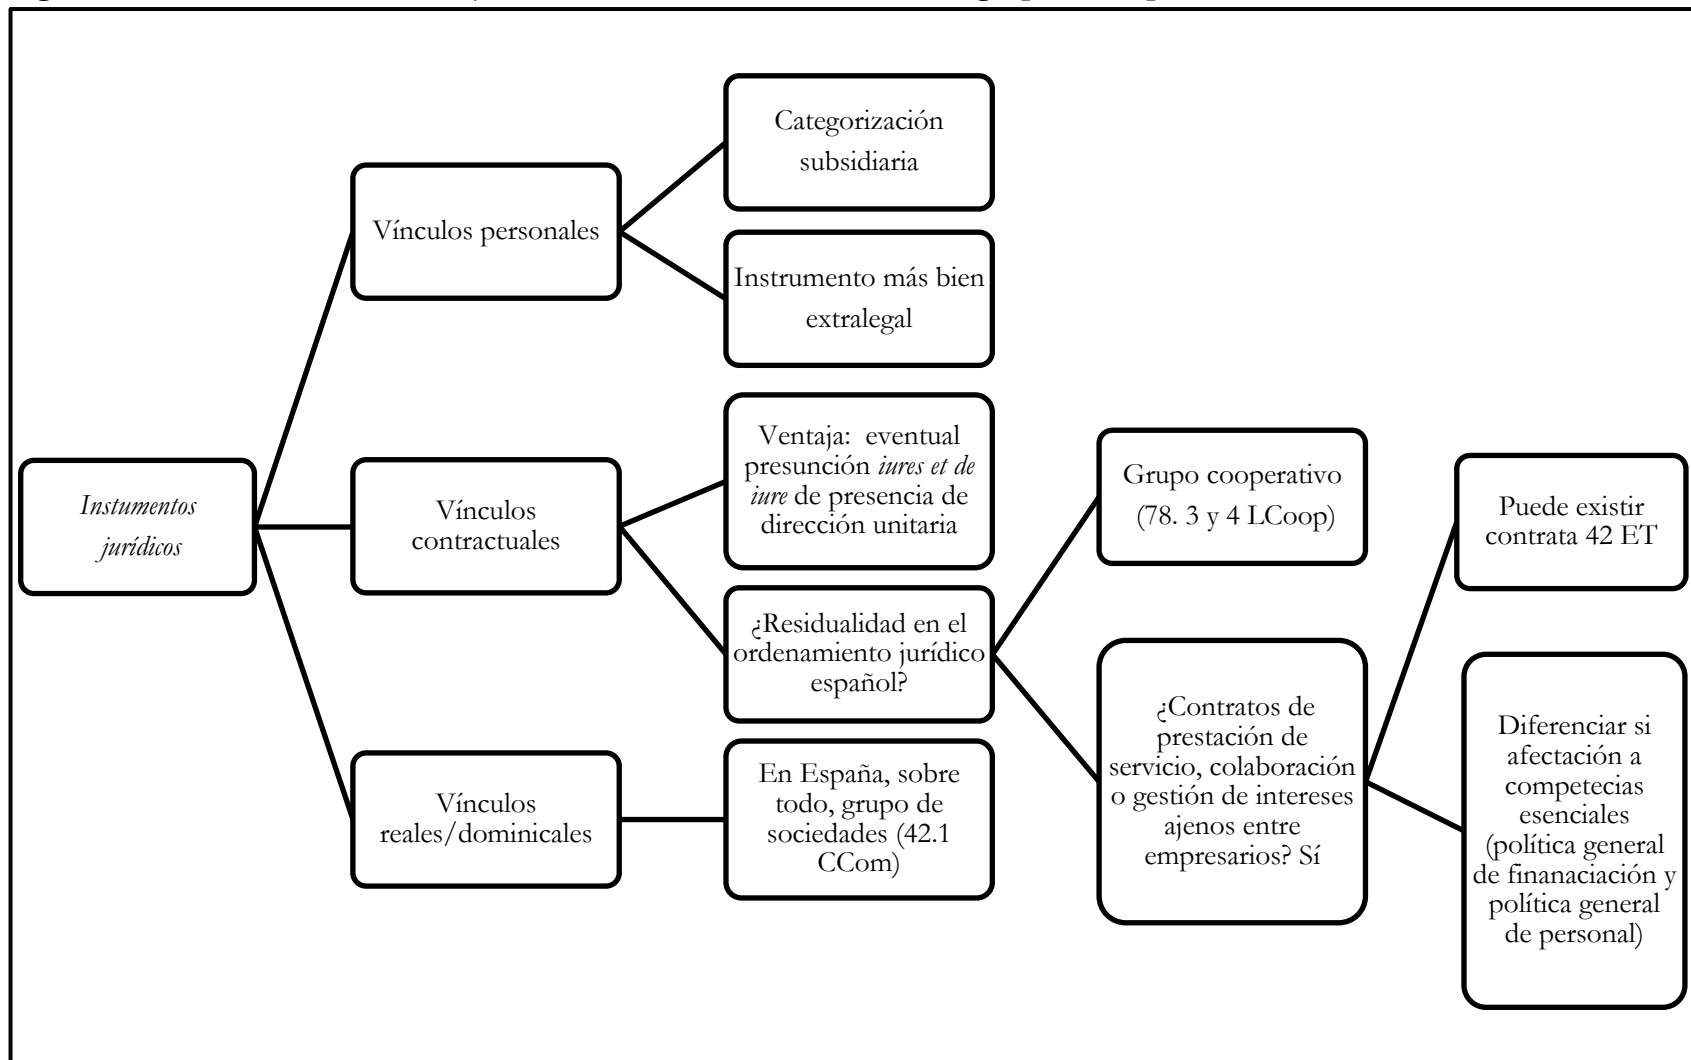 Categorización
subsidiaria
Vínculos personales
Instrumento más bien
extralegal
Instumentos
jurídicos
Vínculos
contractuales
Ventaja: eventual
presunción iures et de
iure de presencia de
dirección unitaria
¿Residualidad en el
ordenamiento jurídico
español?
Grupo cooperativo
(78. 3 y 4 LCoop)
¿Contratos de
prestación de
servicio, colaboración
o gestión de intereses
ajenos entre
empresarios? Sí
Puede existir
contrata 42 ET
Diferenciar si
afectación a
competecias
esenciales
(política general
de finanaciación y
política general
de personal)
Vínculos
reales/dominicales
En España, sobre
todo, grupo de
sociedades (42.1
CCom)